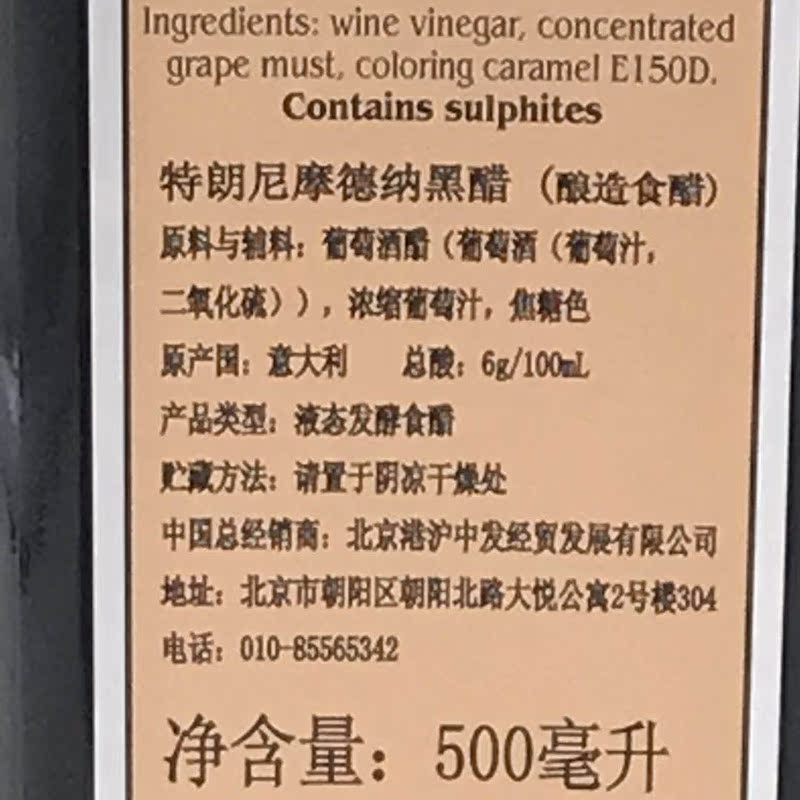 Ingredients: wine vinegar, concentrated
grape must, coloring caramel E150D.
Contains sulphites
特朗尼摩德纳黑醋（酿造食醋）
原料与辅料：葡萄酒醋（葡萄酒（葡萄汁，
二氧化硫）），浓缩葡萄汁，焦糖色
原产国：意大利 总酸：6g/100mL
产品类型：液态发酵食醋
贮藏方法：请置于阴凉干燥处
中国总经销商：北京港沪中发经贸发展有限公司
地址：北京市朝阳区朝阳北路大悦公寓2号楼304
电话：010-85565342
净含量：500毫升